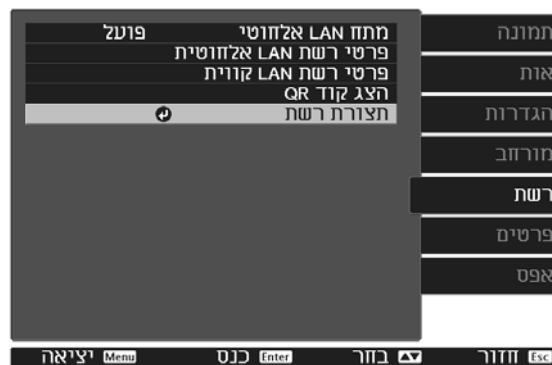 תמונה
אות
הגדרות
מורחב
רשת
פרטים
אפס
מתח LAN אלחוטי פועל
פרטי רשת LAN אלחוטית
פרטי רשת LAN קווית
הצג קוד QR
תצורת רשת
Esc חזור בחר Enter כנס Menu יציאה